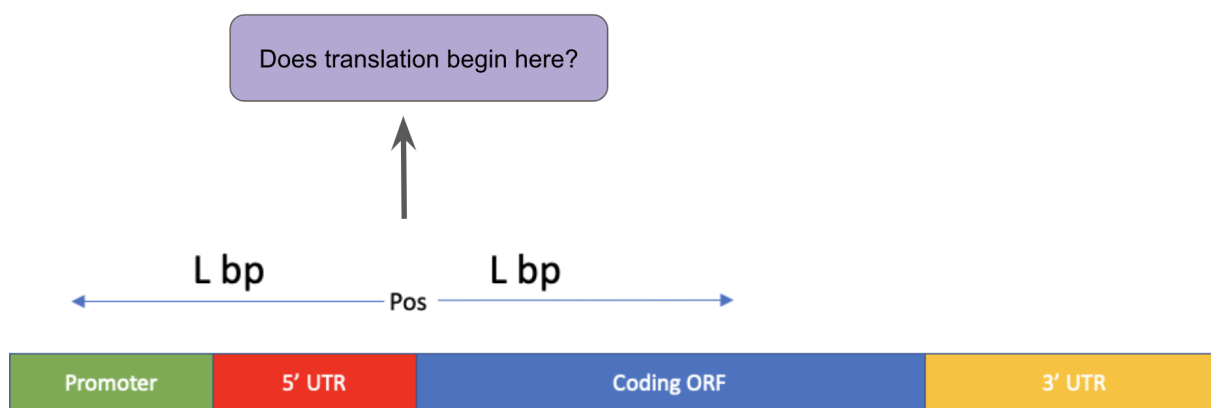 Does translation begin here?
L bp
L bp
Pos
Promoter
5’ UTR
Coding ORF
3’ UTR